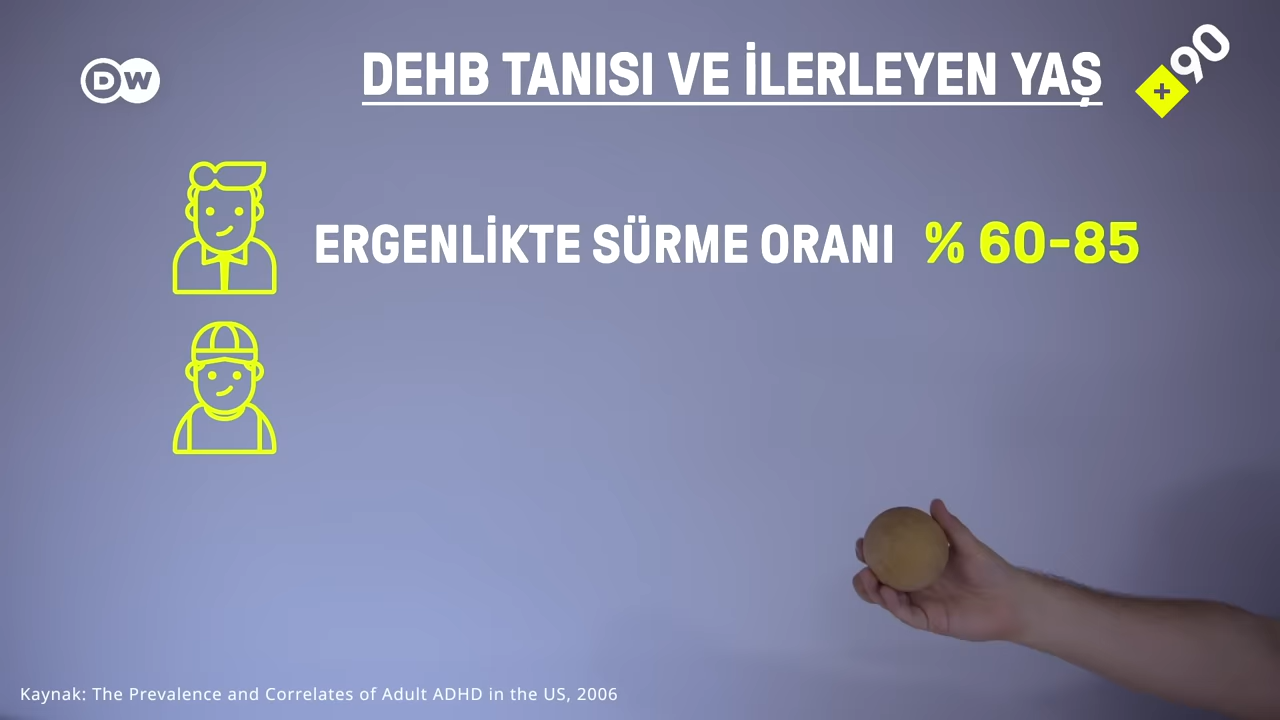 DW
DEHB TANISI VE İLERLEYEN YAŞ
+90
ERGENLİKTE SÜRME ORANI % 60-85
Kaynak: The Prevalence and Correlates of Adult ADHD in the US, 2006